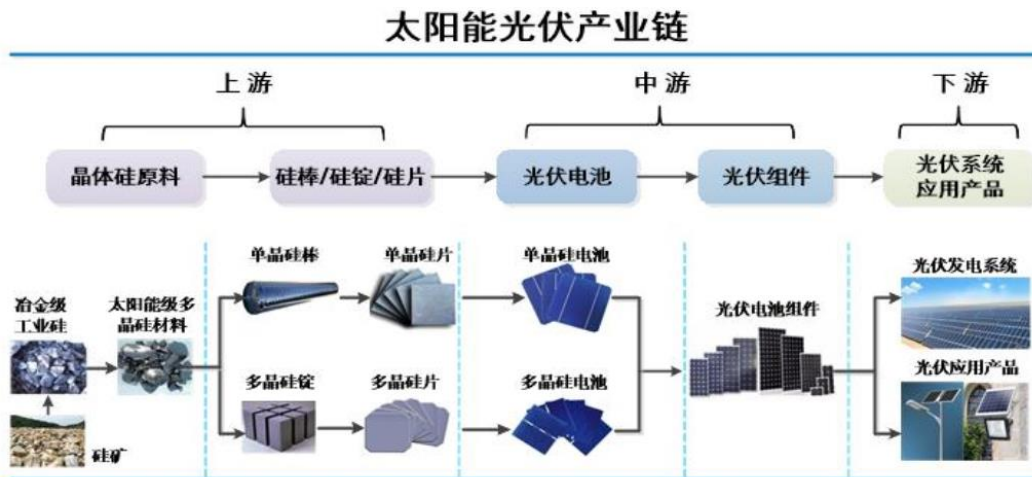 太阳能光伏产业链
上游
中游
下游
晶体硅原料
硅棒/硅锭/硅片
光伏电池
光伏组件
光伏系统
应用产品
单晶硅棒
单晶硅片
单晶硅电池
光伏发电系统
冶金级
工业硅
太阳能级多
晶硅材料
光伏电池组件
多晶硅锭
多晶硅片
多晶硅电池
光伏应用产品
硅矿